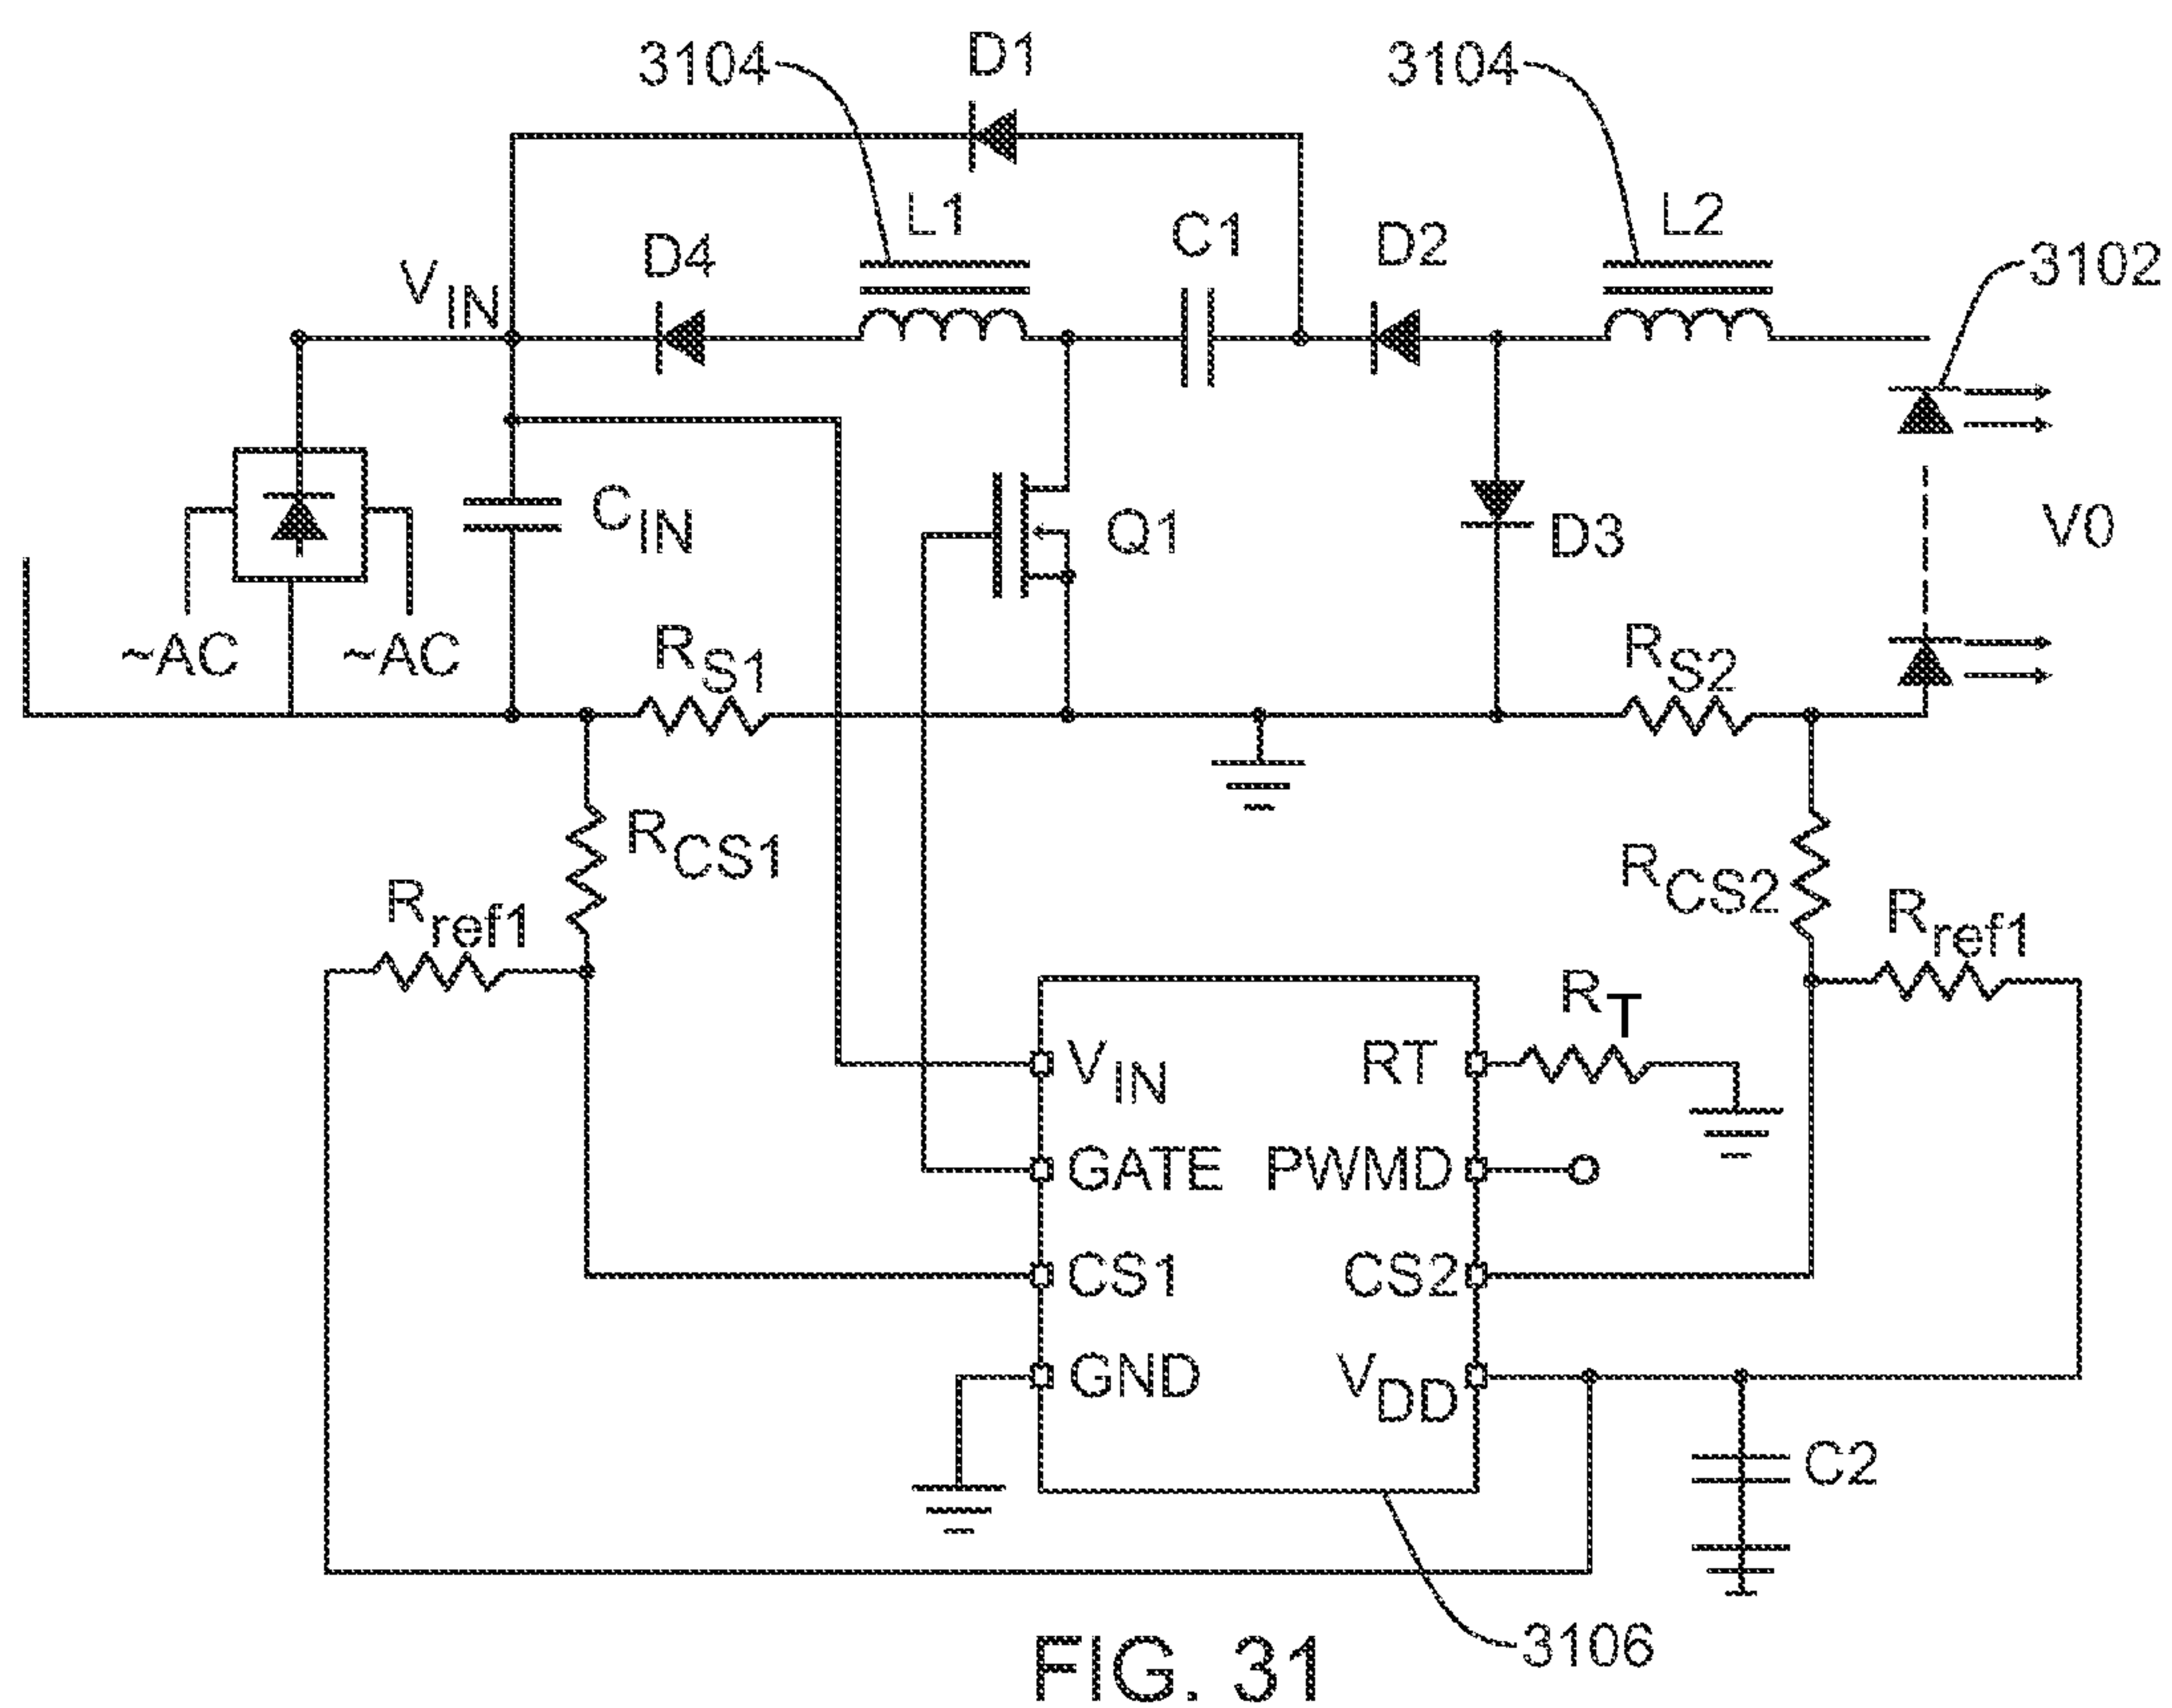 3104
D1
3104
L1
L2
C1
D2
3102
D4
VIN
CIN
Q1
D3
V0
~AC
~AC
RS1
RS2
RCS1
RCS2
Rref1
Rref1
RT
VIN
RT
GATE
PWMD
CS1
CS2
GND
VDD
C2
3106
FIG. 31